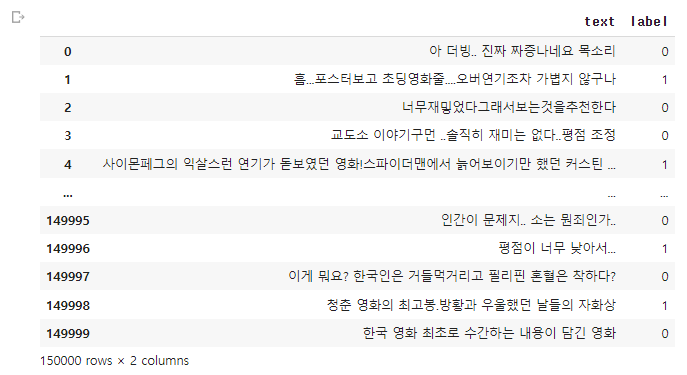 text label
0 아 더빙.. 진짜 짜증나네요 목소리 0
1 흠...포스터보고 초딩영화줄....오버연기조차 가볍지 않구나 1
2 너무재밓었다그래서보는것을추천한다 0
3 교도소 이야기구먼 ..솔직히 재미는 없다..평점 조정 0
4 사이몬페그의 익살스런 연기가 돋보였던 영화!스파이더맨에서 늙어보이기만 했던 커스틴 ... 1
... ... ...
149995 인간이 문제지.. 소는 뭔죄인가.. 0
149996 평점이 너무 낮아서... 1
149997 이게 뭐요? 한국인은 거들먹거리고 필리핀 혼혈은 착하다? 0
149998 청춘 영화의 최고봉.방황과 우울했던 날들의 자화상 1
149999 한국 영화 최초로 수간하는 내용이 담긴 영화 0
150000 rows × 2 columns